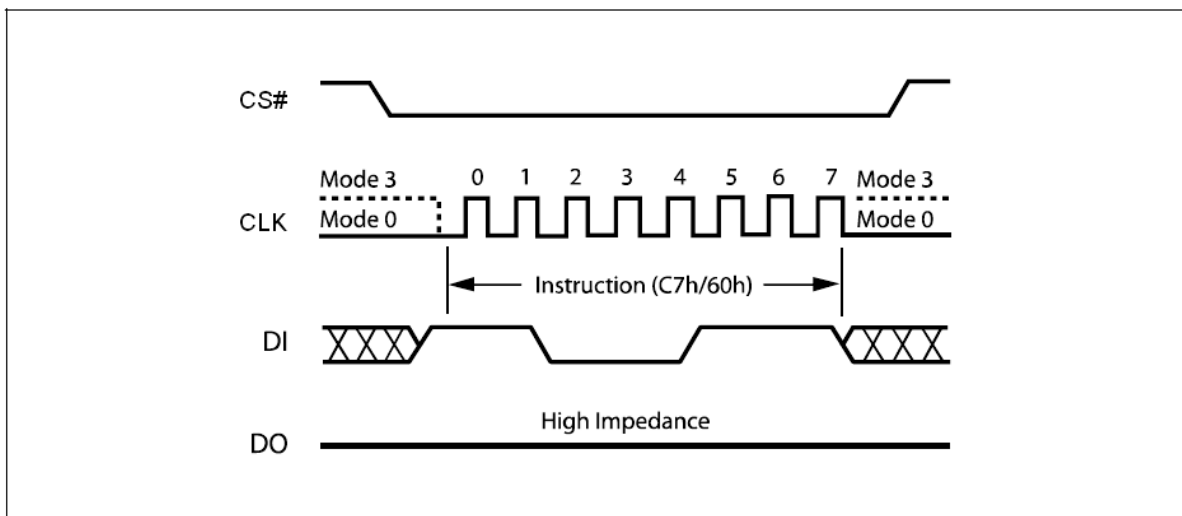 CS#
Mode 3 0 1 2 3 4 5 6 7 Mode 3
CLK Mode 0 Mode 0
Instruction (C7h/60h)
DI
High Impedance
DO